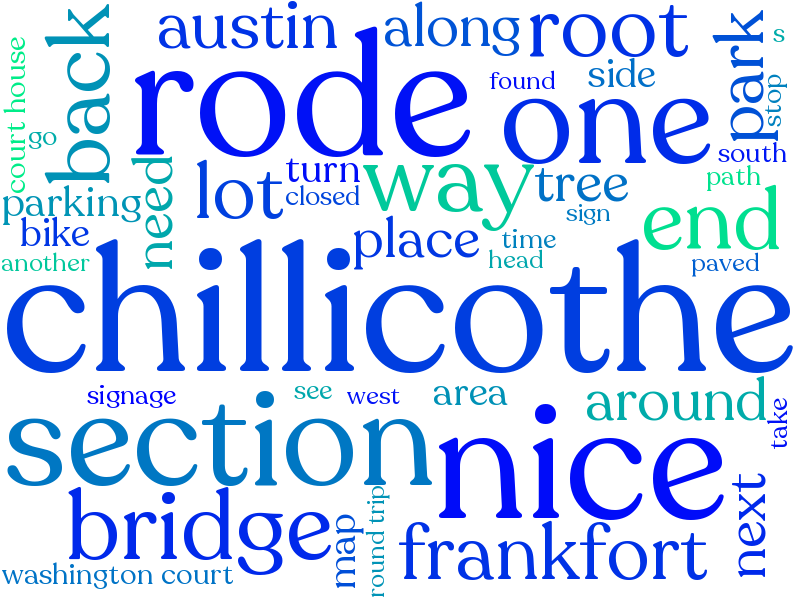 court house
go
back
austin
along
root
park
s
stop
rode
found
side
one
south
parking
need
lot
turn
closed
way
tree
sign
path
end
bike
another
place
time
head
paved
chillicothe
signage
see
west
area
around
take
section
nice
bridge
map
round trip
frankfort
next
washington court